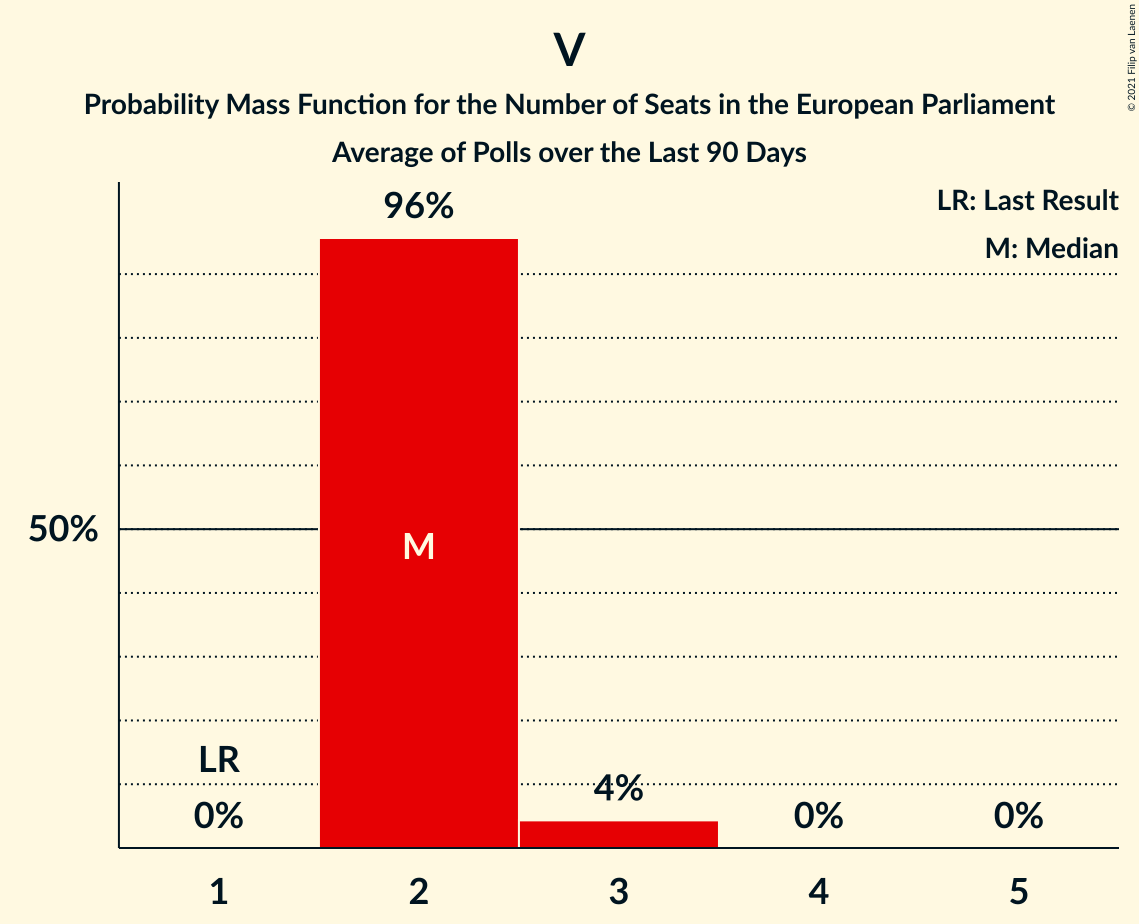 V
Probability Mass Function for the Number of Seats in the European Parliament
Average of Polls over the Last 90 Days
© 2021 Filip van Laenen
LR: Last Result
M: Median
96%
50%
M
LR
0%
4%
0%
0%
1 2 3 4 5